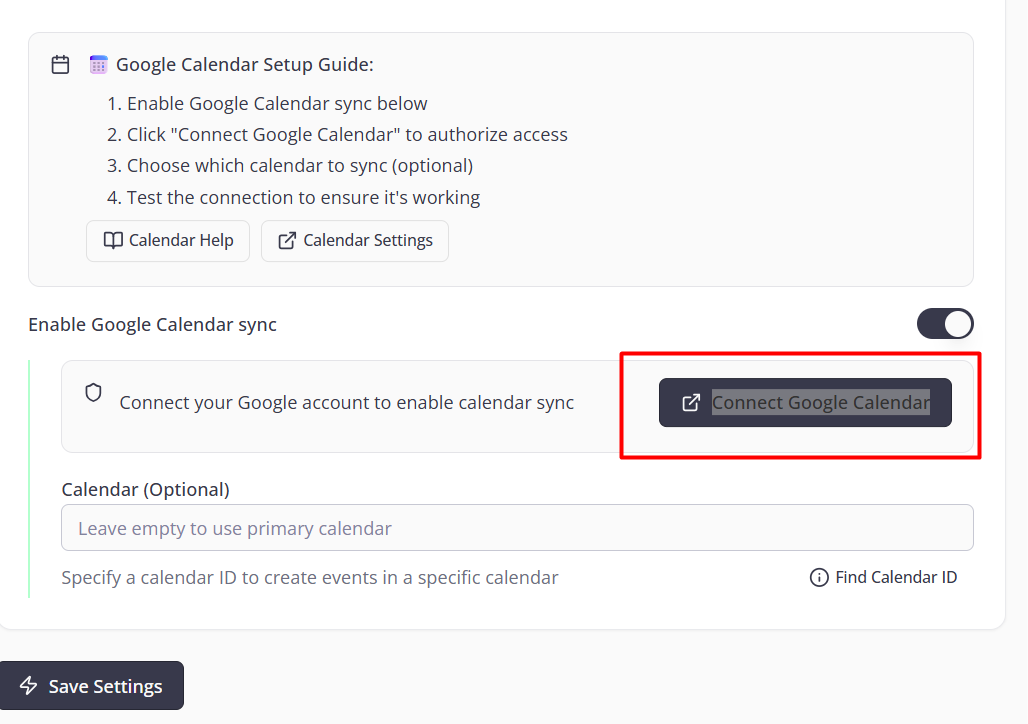 Google Calendar Setup Guide:
1. Enable Google Calendar sync below
2. Click "Connect Google Calendar" to authorize access
3. Choose which calendar to sync (optional)
4. Test the connection to ensure it's working
Calendar Help
Calendar Settings
Enable Google Calendar sync
Connect your Google account to enable calendar sync
Connect Google Calendar
Calendar (Optional)
Leave empty to use primary calendar
Specify a calendar ID to create events in a specific calendar
Find Calendar ID
Save Settings